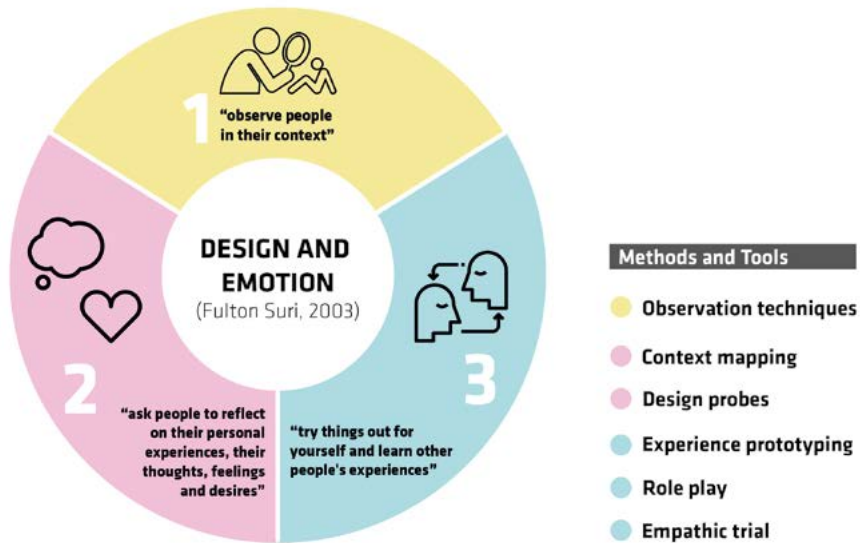 1
“observe people
in their context”
DESIGN AND
EMOTION
(Fulton Suri, 2003)
2
“ask people to reflect
on their personal
experiences, their
thoughts, feelings
and desires”
3
“try things out for
yourself and learn other
people's experiences”
Methods and Tools
Observation techniques
Context mapping
Design probes
Experience prototyping
Role play
Empathic trial